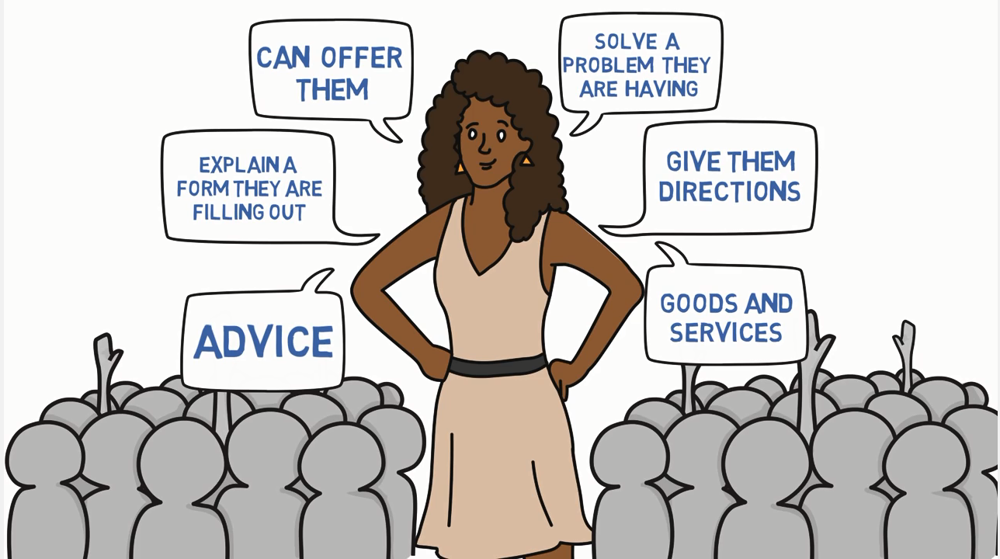 CAN OFFER
THEM
SOLVE A
PROBLEM THEY
ARE HAVING
EXPLAIN A
FORM THEY ARE
FILLING OUT
GIVE THEM
DIRECTIONS
ADVICE
GOODS AND
SERVICES